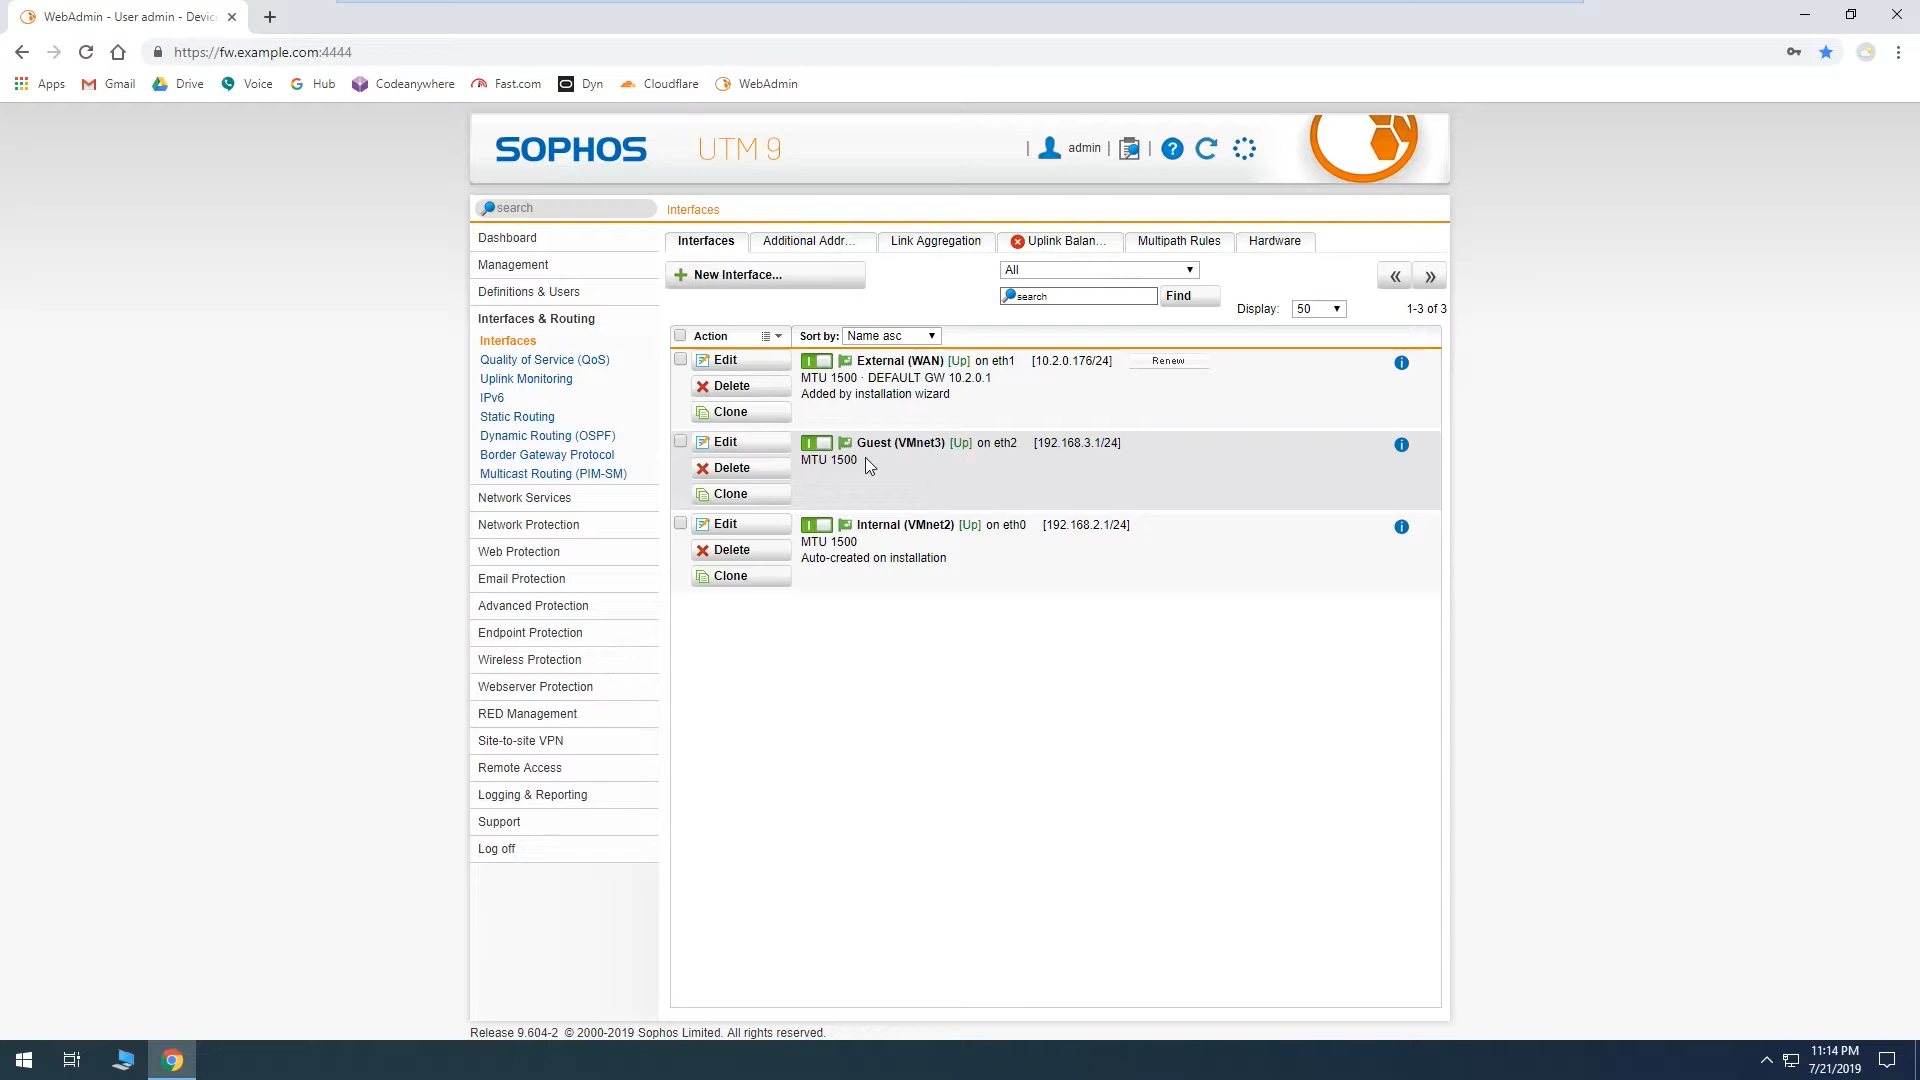 WebAdmin - User admin - Device
https://fw.example.com:4444
Apps Gmail Drive Voice Hub Codeanywhere Fast.com Dyn Cloudflare WebAdmin
SOPHOS UTM 9 | admin | |
search
Dashboard
Management
Definitions & Users
Interfaces & Routing
Interfaces
Quality of Service (QoS)
Uplink Monitoring
IPv6
Static Routing
Dynamic Routing (OSPF)
Border Gateway Protocol
Multicast Routing (PIM-SM)
Network Services
Network Protection
Web Protection
Email Protection
Advanced Protection
Endpoint Protection
Wireless Protection
Webserver Protection
RED Management
Site-to-site VPN
Remote Access
Logging & Reporting
Support
Log off
Interfaces
Interfaces Additional Addr... Link Aggregation Uplink Balan... Multipath Rules Hardware
New Interface...
All
search Find
Display: 50 1-3 of 3
« »
Action Sort by: Name asc
Edit External (WAN) [Up] on eth1 [10.2.0.176/24] Renew
MTU 1500 · DEFAULT GW 10.2.0.1
Delete
Added by installation wizard
Clone
Edit Guest (VMnet3) [Up] on eth2 [192.168.3.1/24]
MTU 1500
Delete
Clone
Edit Internal (VMnet2) [Up] on eth0 [192.168.2.1/24]
MTU 1500
Delete
Auto-created on installation
Clone
Release 9.604-2 © 2000-2019 Sophos Limited. All rights reserved.
11:14 PM
7/21/2019